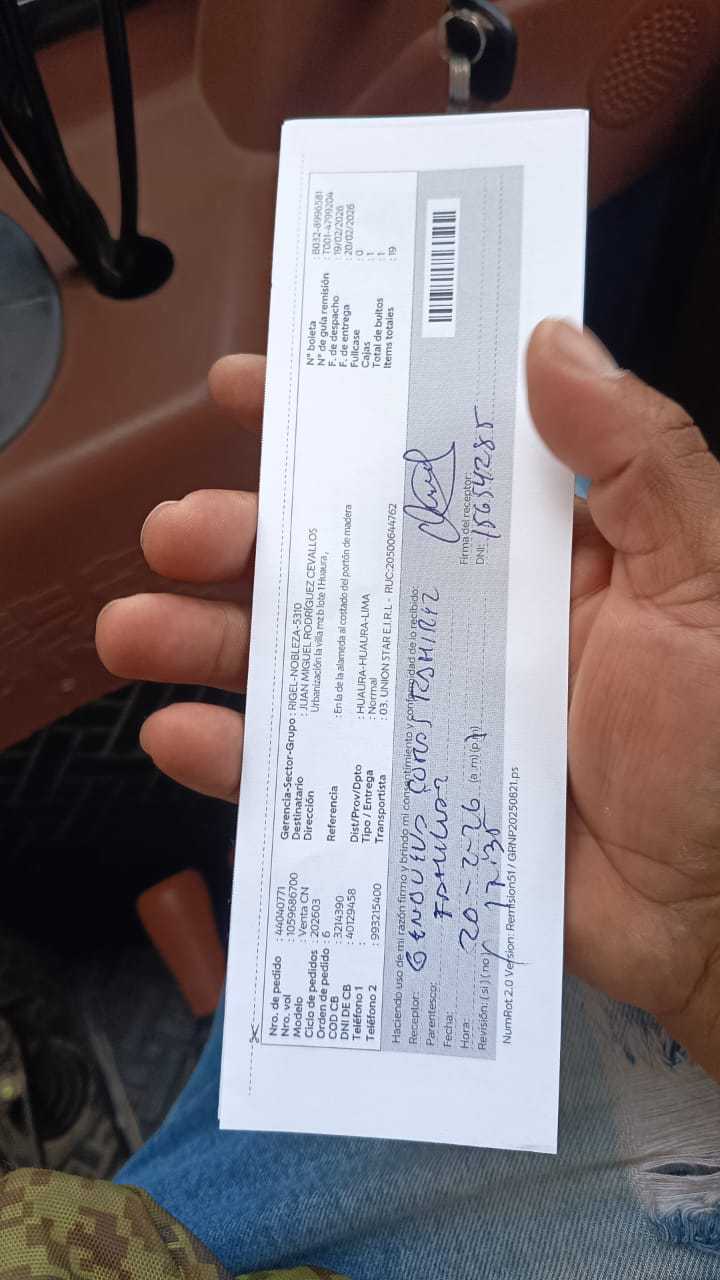 Nro. de pedido : 44040771
Nro. vol : 1059686700
Modelo : Venta CN
Ciclo de pedidos : 202603
Orden de pedido : 6
COD CB : 3214390
DNI DE CB : 40129458
Teléfono 1 :
Teléfono 2 : 993215400
Gerencia-Sector-Grupo : RIGEL-NOBLEZA-5310
Destinatario : JUAN MIGUEL RODRÍGUEZ CEVALLOS
Dirección Urbanización la villa mz b lote 1 Huaura,
Referencia : En la de la alameda al costado del portón de madera
Dist/Prov/Dpto : HUAURA-HUAURA-LIMA
Tipo / Entrega : Normal
Transportista : 03. UNION STAR E.I.R.L - RUC:20500644762
N° boleta : B032-8996581
N° de guía remisión : T001-4799204
F. de despacho : 19/02/2026
F. de entrega : 20/02/2026
Fullcase : 0
Cajas : 1
Total de bultos : 1
Items totales : 19
Haciendo uso de mi razón firmo y brindo mi consentimiento y conformidad de lo recibido:
Receptor:
Parentesco:
Fecha: 20-2-26
Hora: 17:35 (a.m) (p.m)
Revisión: ( si ) ( no )
Firma del receptor:
DNI: 15654285
NumRot 2.0 Version: Remision51 / GRNP20250821.ps